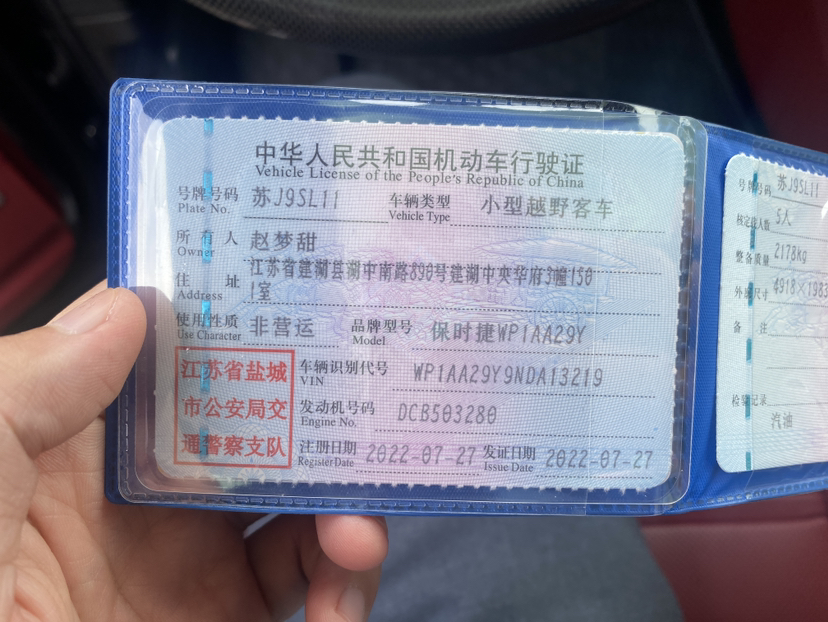 中华人民共和国机动车行驶证
Vehicle License of the People's Republic of China
号牌号码 苏J9SL11 车辆类型 小型越野客车
Plate No. Vehicle Type
所有人 赵梦甜
Owner
住址 江苏省建湖县湖中南路890号建湖中央华府3幢150
Address 1室
使用性质 非营运 品牌型号 保时捷WP1AA29Y
Use Character Model
江苏省盐城
市公安局交
通警察支队
车辆识别代号 WP1AA29Y9NDA13219
VIN
发动机号码 DCB503280
Engine No.
注册日期 2022-07-27 发证日期 2022-07-27
Register Date Issue Date
号牌号码 苏J9SL11
核定载人数 5人
整备质量 2178Kg
外廓尺寸 4918×1983
备注
检验记录
汽油